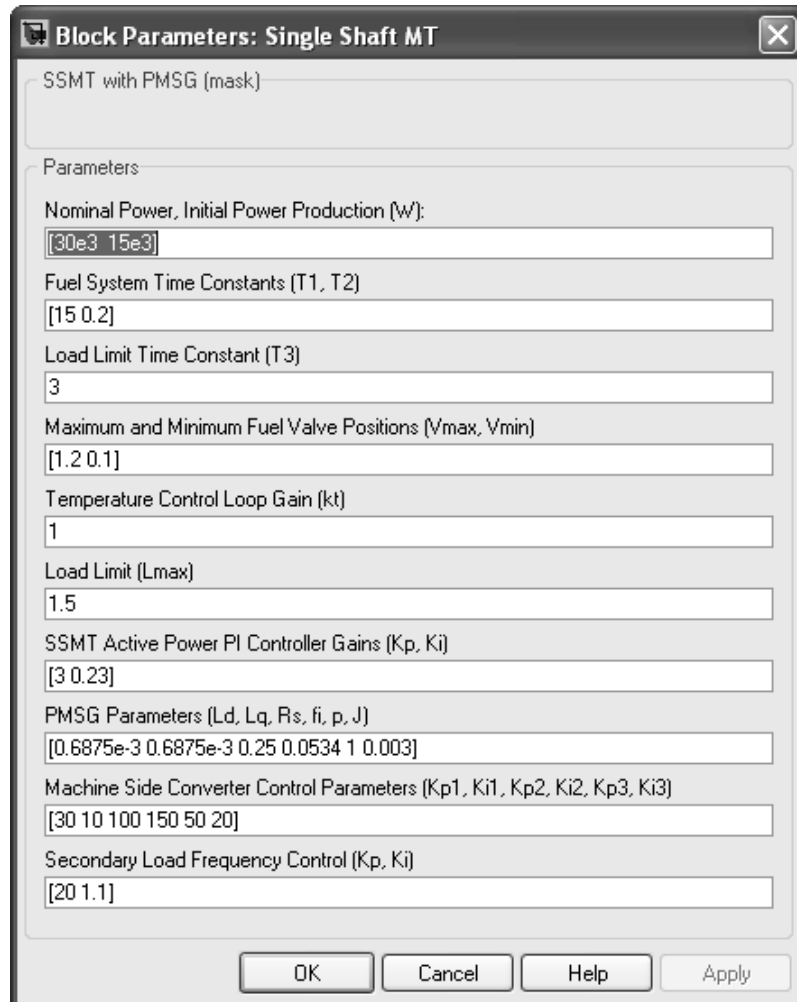 Block Parameters: Single Shaft MT
SSMT with PMSG (mask)
Parameters
Nominal Power, Initial Power Production (W):
[30e3 15e3]
Fuel System Time Constants (T1, T2)
[15 0.2]
Load Limit Time Constant (T3)
3
Maximum and Minimum Fuel Valve Positions (Vmax, Vmin)
[1.2 0.1]
Temperature Control Loop Gain (kt)
1
Load Limit (Lmax)
1.5
SSMT Active Power PI Controller Gains (Kp, Ki)
[3 0.23]
PMSG Parameters (Ld, Lq, Rs, fi, p, J)
[0.6875e-3 0.6875e-3 0.25 0.0534 1 0.003]
Machine Side Converter Control Parameters (Kp1, Ki1, Kp2, Ki2, Kp3, Ki3)
[30 10 100 150 50 20]
Secondary Load Frequency Control (Kp, Ki)
[20 1.1]
OK Cancel Help Apply